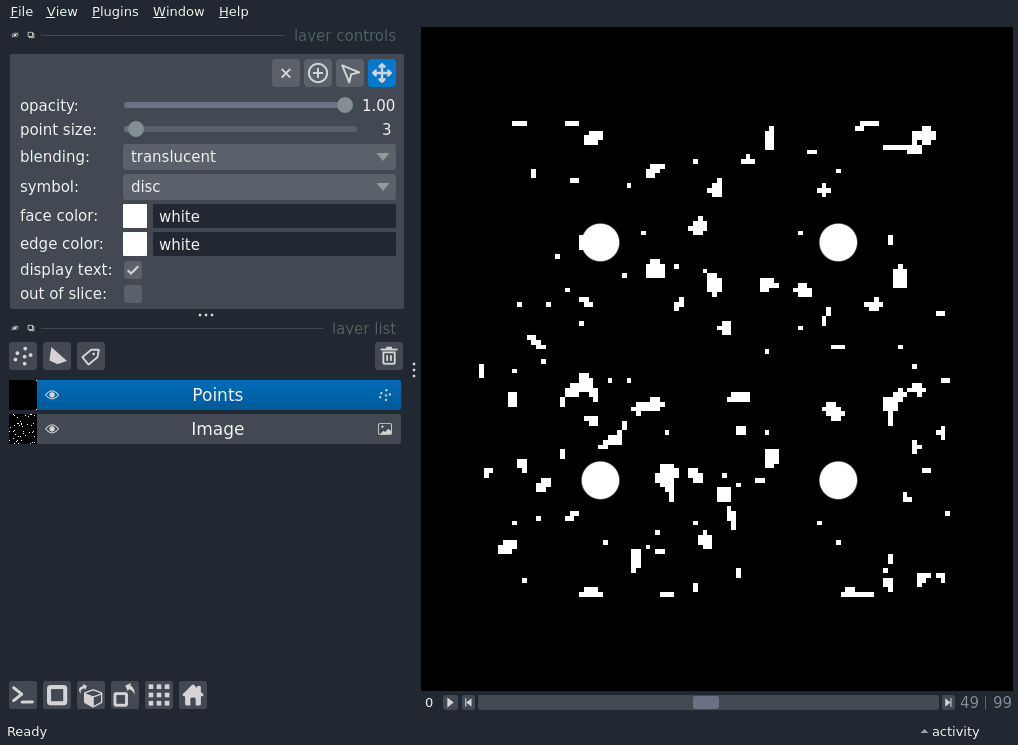 File View Plugins Window Help
layer controls
opacity: 1.00
point size: 3
blending: translucent
symbol: disc
face color: white
edge color: white
display text:
out of slice:
layer list
Points
Image
0 49 | 99
Ready activity